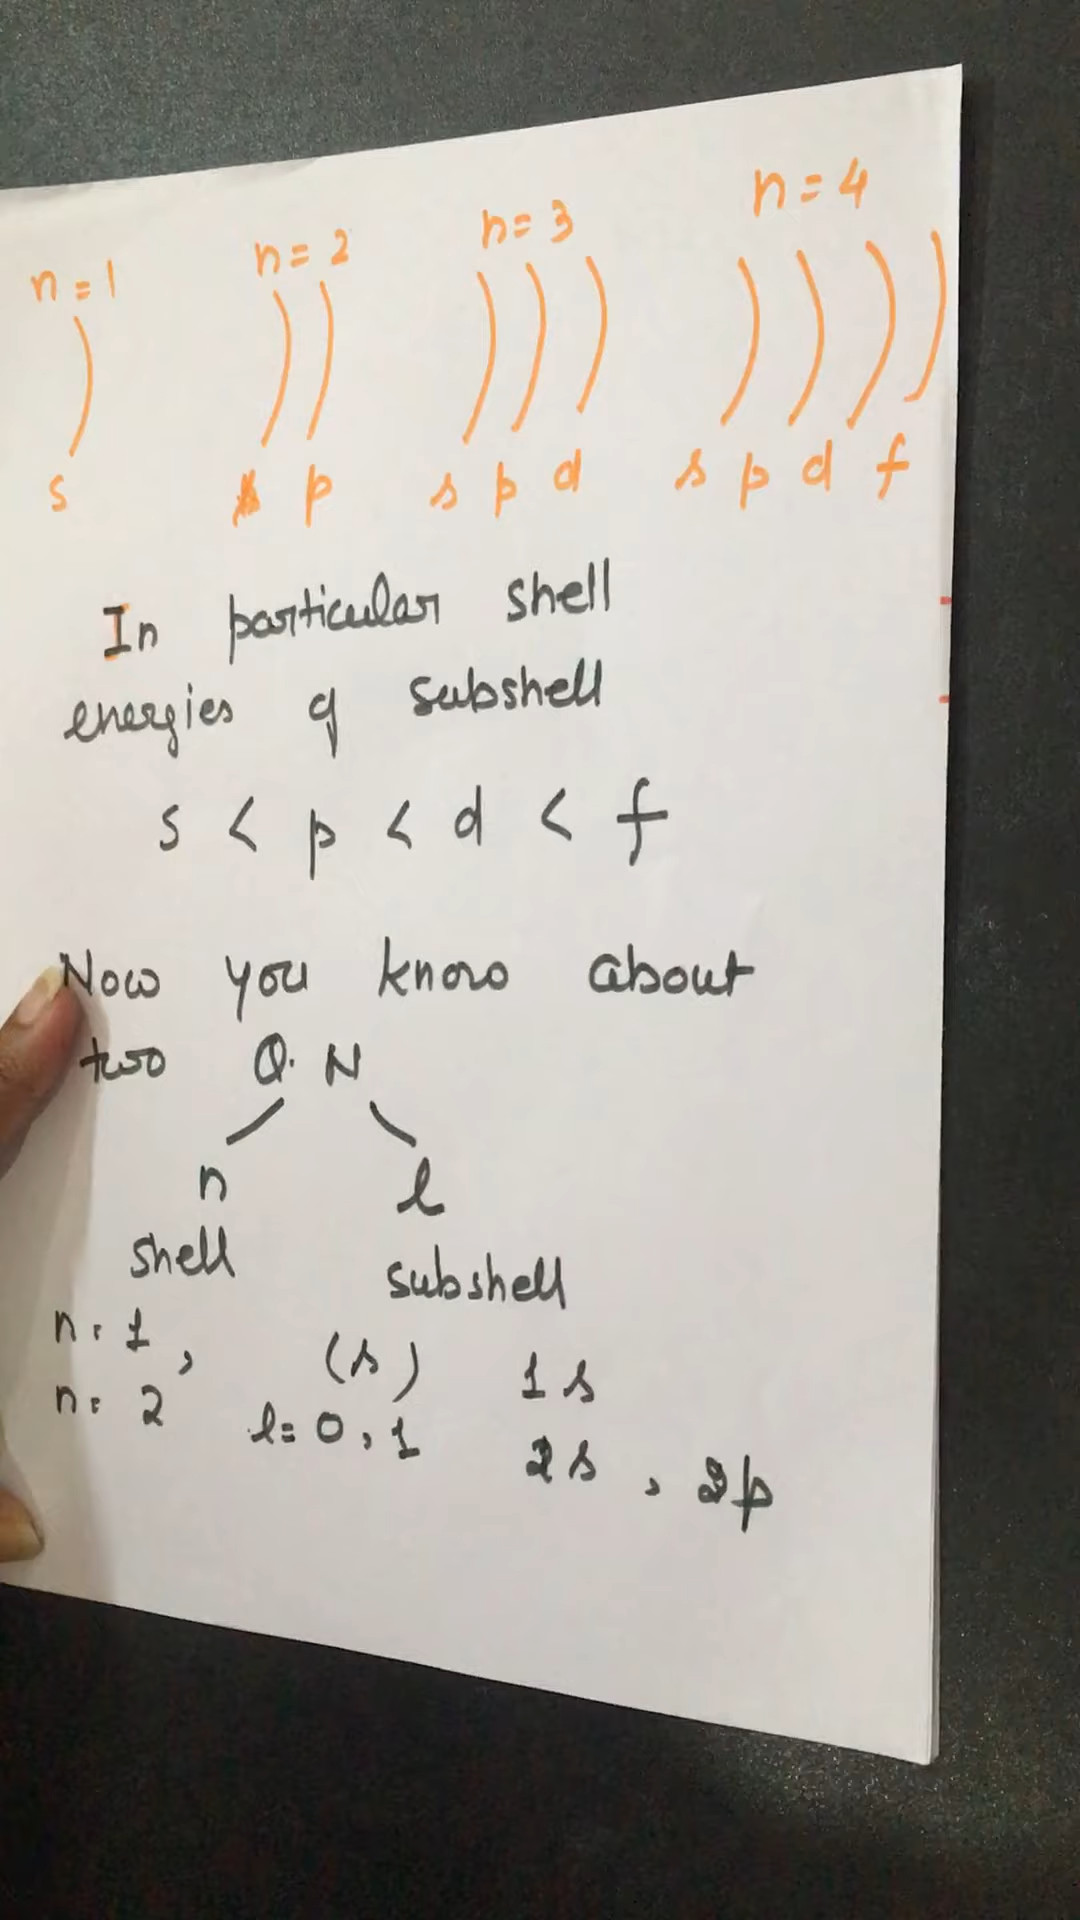 n=1 n=2 n=3 n=4
s s p s p d s p d f
In particular shell
energies of subshell
s < p < d < f
Now you know about
two Q.N
n l
shell subshell
n=1, (s) 1s
n=2 l=0,1 2s, 2p